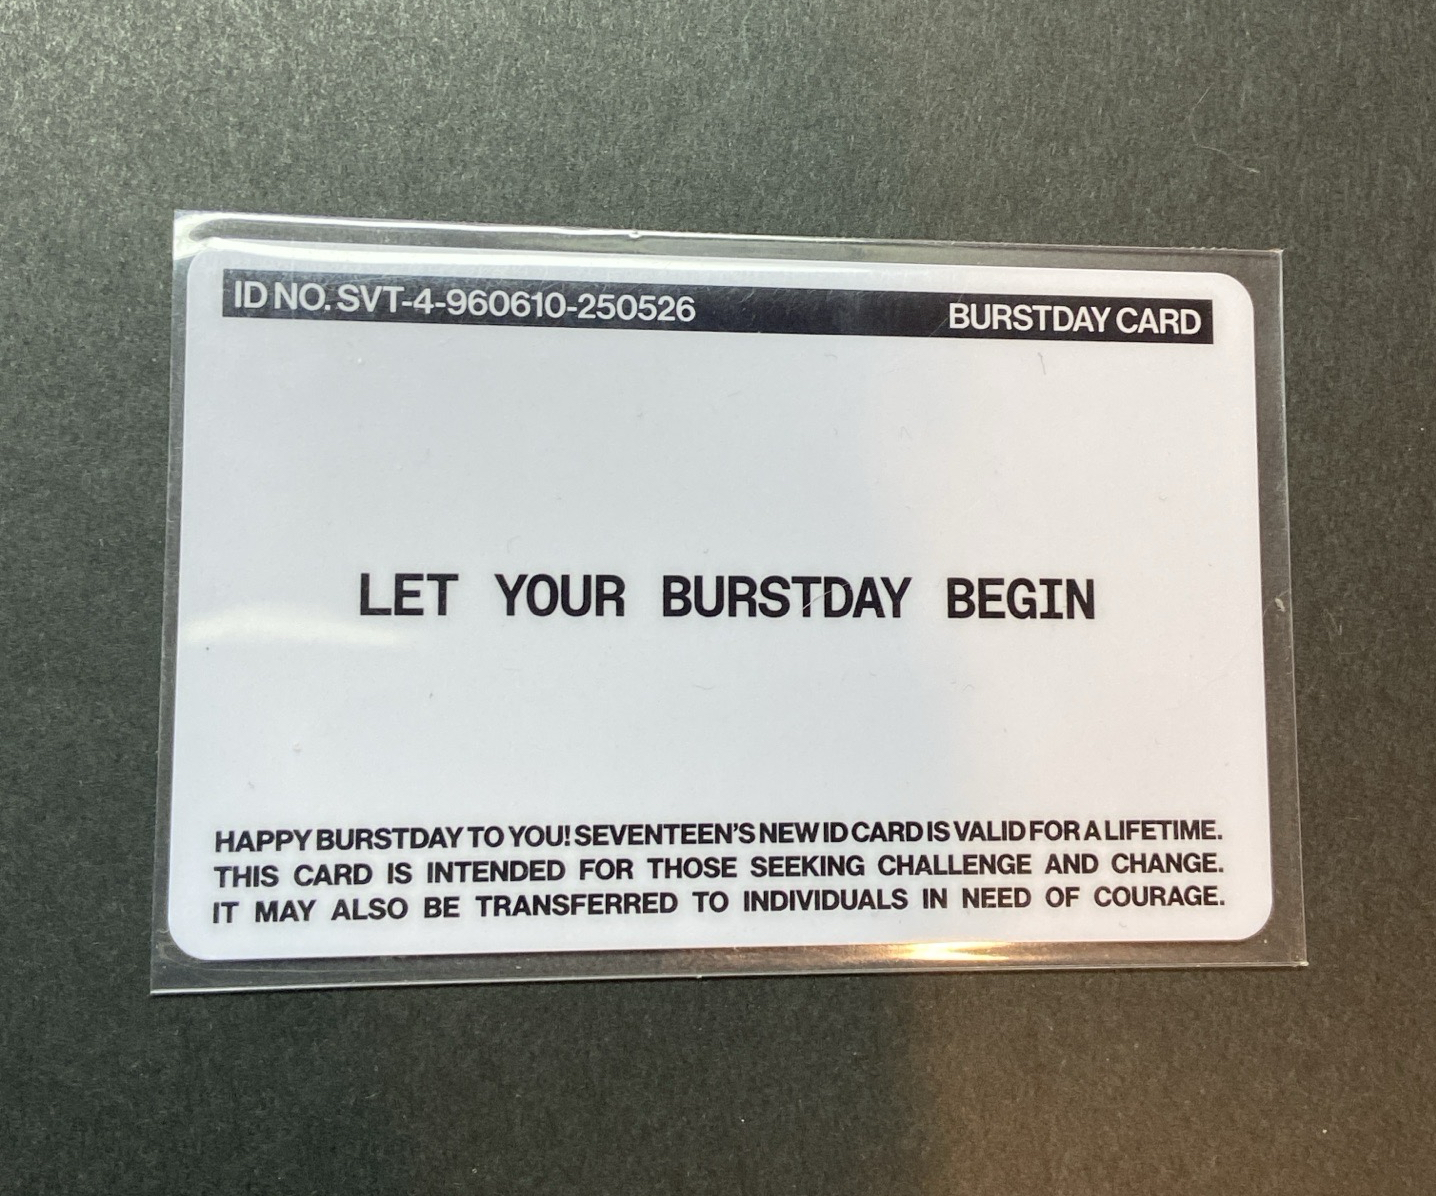 ID NO. SVT-4-960610-250526 BURSTDAY CARD
LET YOUR BURSTDAY BEGIN
HAPPY BURSTDAY TO YOU! SEVENTEEN'S NEW ID CARD IS VALID FOR A LIFETIME.
THIS CARD IS INTENDED FOR THOSE SEEKING CHALLENGE AND CHANGE.
IT MAY ALSO BE TRANSFERRED TO INDIVIDUALS IN NEED OF COURAGE.